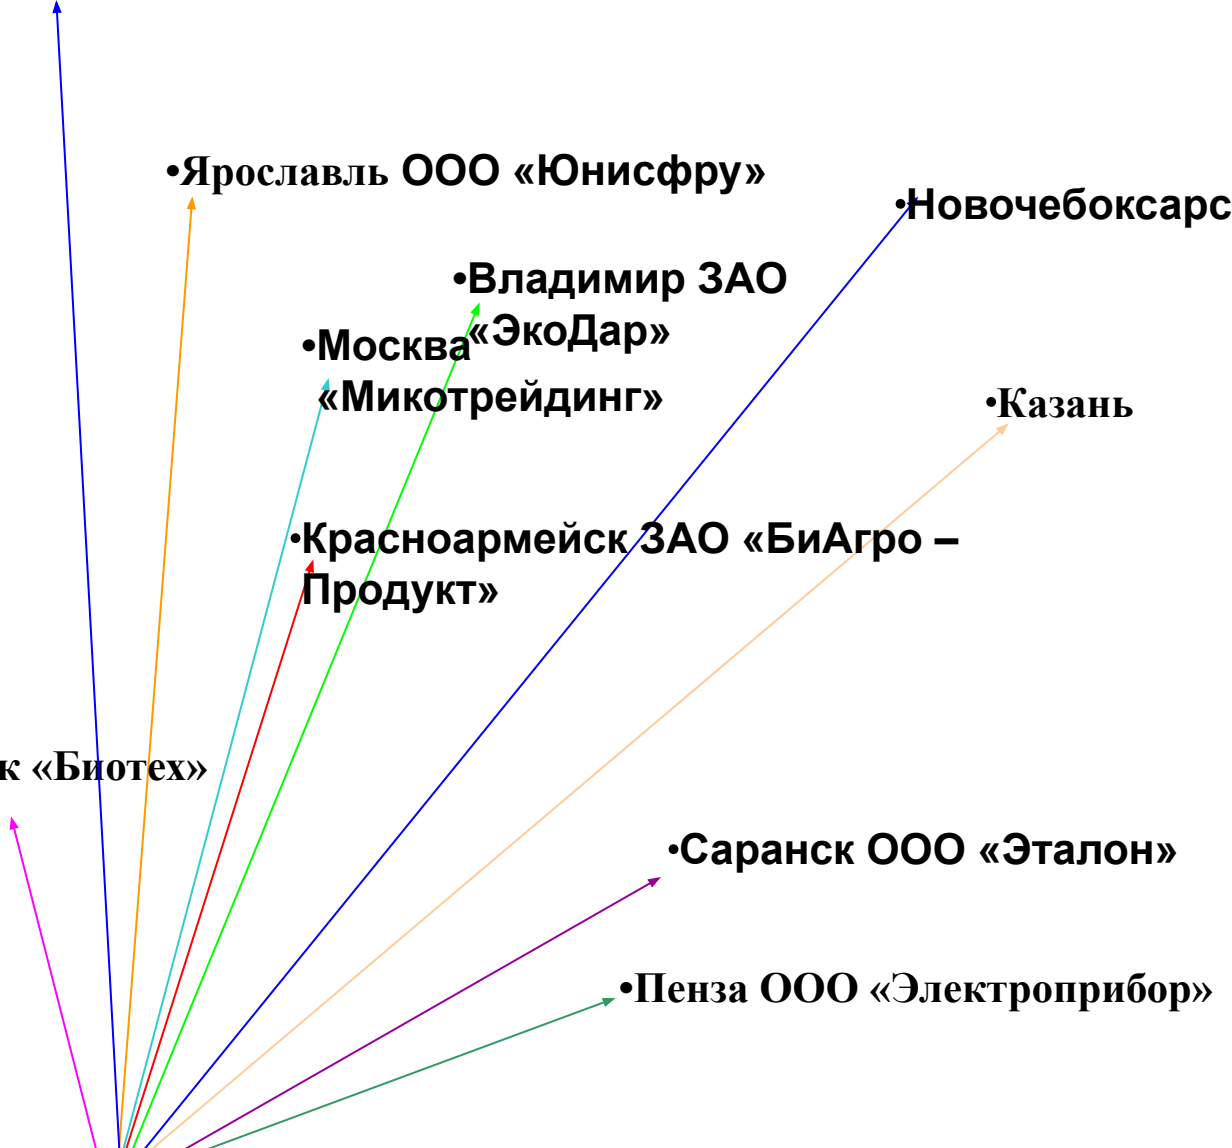 •Ярославль ООО «Юнисфру»
•Новочебоксарс
•Владимир ЗАО
«ЭкоДар»
•Москва
«Микотрейдинг»
•Казань
•Красноармейск ЗАО «БиАгро –
Продукт»
к «Биотех»
•Саранск ООО «Эталон»
•Пенза ООО «Электроприбор»